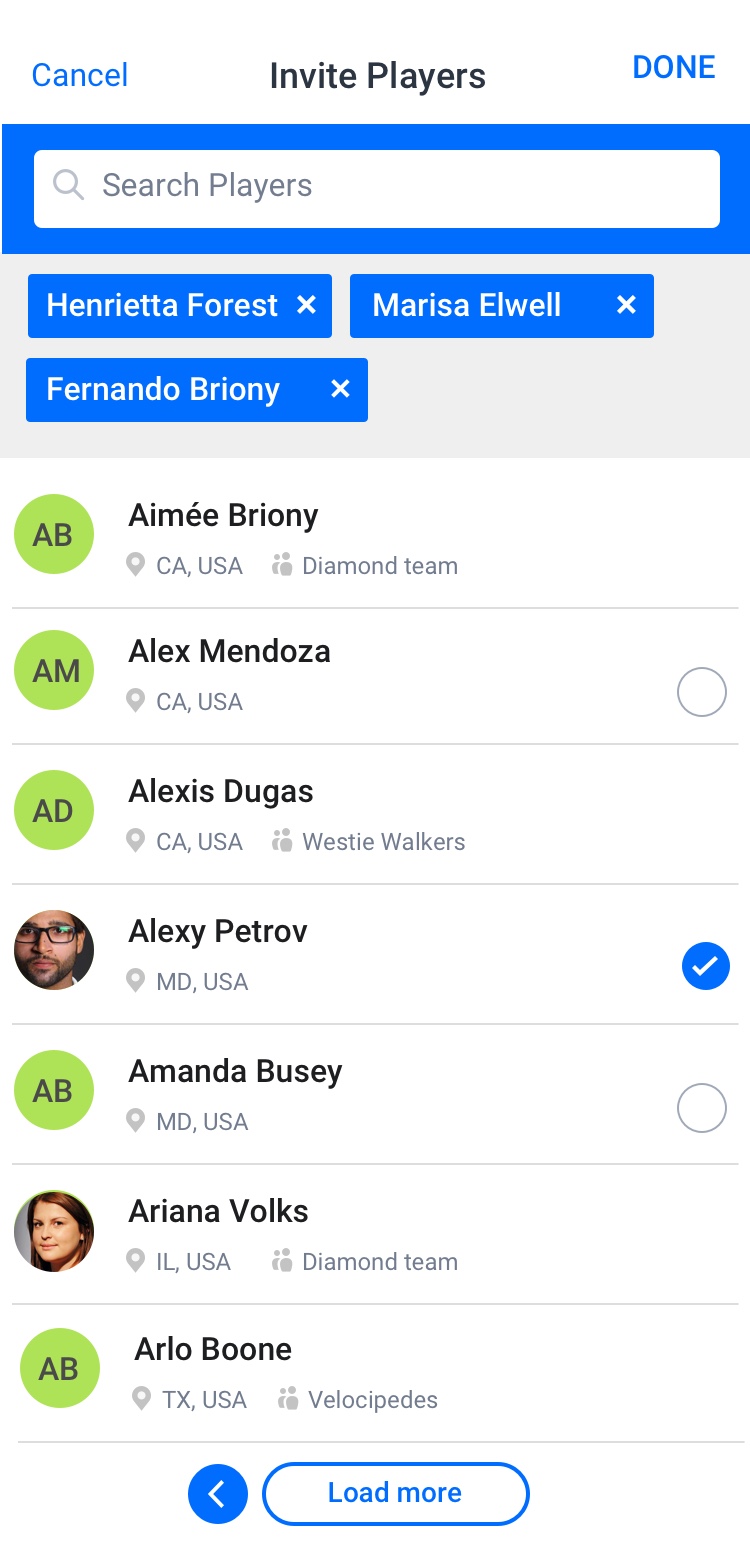 Cancel Invite Players DONE
Search Players
Henrietta Forest × Marisa Elwell ×
Fernando Briony ×
AB Aimée Briony
CA, USA Diamond team
AM Alex Mendoza
CA, USA
AD Alexis Dugas
CA, USA Westie Walkers
Alexy Petrov
MD, USA
AB Amanda Busey
MD, USA
Ariana Volks
IL, USA Diamond team
AB Arlo Boone
TX, USA Velocipedes
Load more